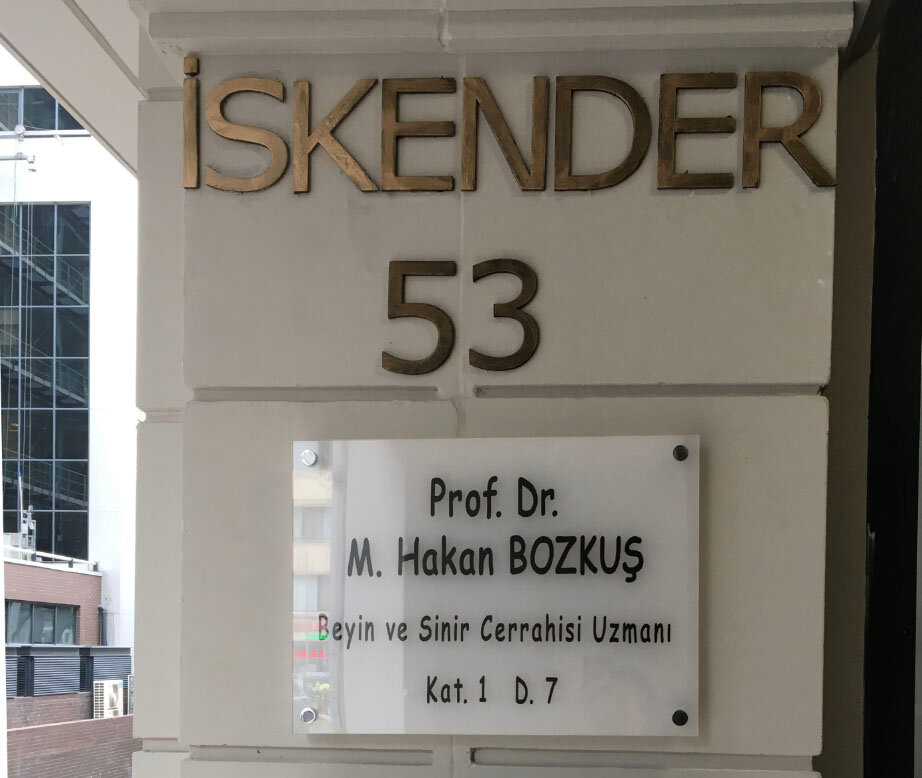 İSKENDER
53
Prof. Dr.
M. Hakan BOZKUŞ
Beyin ve Sinir Cerrahisi Uzmanı
Kat. 1 D. 7